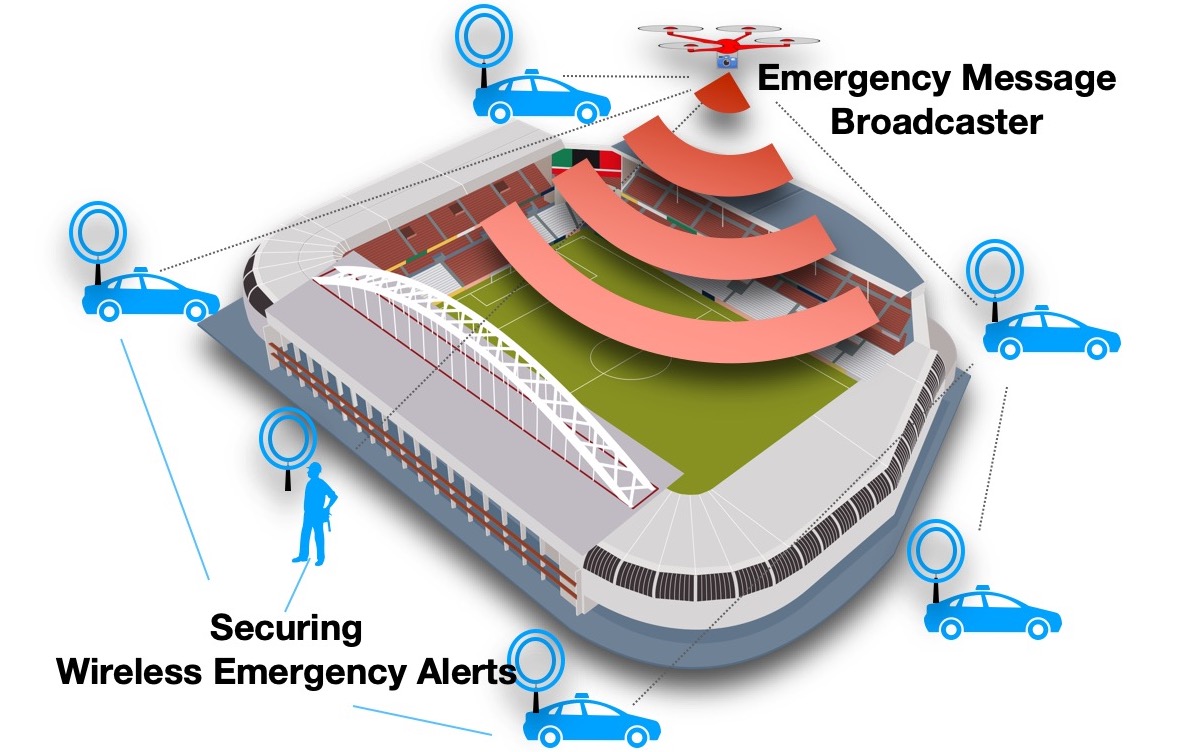 Emergency Message
Broadcaster
Securing
Wireless Emergency Alerts